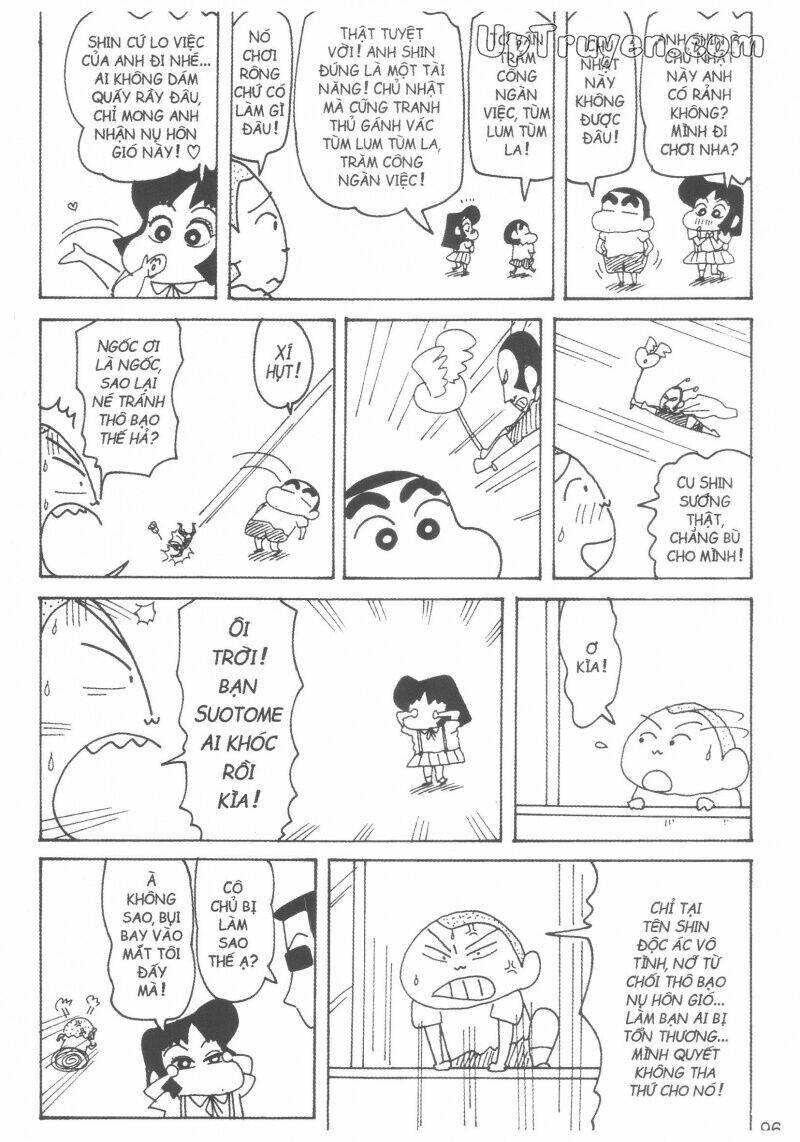 UpTruyen.com
ANH SHIN À
CHỦ NHẬT
NÀY ANH
CÓ RẢNH
KHÔNG?
MÌNH ĐI
CHƠI NHA?
CHỦ
NHẬT
NÀY
KHÔNG
ĐƯỢC
ĐÂU!
TRĂM
CÔNG
NGÀN
VIỆC, TÙM
LUM TÙM
LA!
THẬT TUYỆT
VỜI! ANH SHIN
ĐÚNG LÀ MỘT TÀI
NĂNG! CHỦ NHẬT
MÀ CŨNG TRANH
THỦ GÁNH VÁC
TÙM LUM TÙM LA,
TRĂM CÔNG
NGÀN VIỆC!
NÓ
CHƠI
RÔNG
CHỨ CÓ
LÀM GÌ
ĐÂU!
SHIN CỨ LO VIỆC
CỦA ANH ĐI NHÉ...
AI KHÔNG DÁM
QUẤY RẦY ĐÂU,
CHỈ MONG ANH
NHẬN NỤ HÔN
GIÓ NÀY! ♡
CU SHIN
SƯỚNG
THẬT,
CHẲNG BÙ
CHO MÌNH!
XÍ
HỤT!
NGỐC ƠI
LÀ NGỐC,
SAO LẠI
NÉ TRÁNH
THÔ BẠO
THẾ HẢ?
Ơ
KÌA!
ÔI
TRỜI!
BẠN
SUOTOME
AI KHÓC
RỒI
KÌA!
CHỈ TẠI
TÊN SHIN
ĐỘC ÁC VÔ
TÌNH, NỠ TỪ
CHỐI THÔ BẠO
NỤ HÔN GIÓ...
LÀM BẠN AI BỊ
TỔN THƯƠNG...
MÌNH QUYẾT
KHÔNG THA
THỨ CHO NÓ!
CÔ
CHỦ BỊ
LÀM
SAO
THẾ Ạ?
À
KHÔNG
SAO, BỤI
BAY VÀO
MẮT TÔI
ĐẤY
MÀ!
96